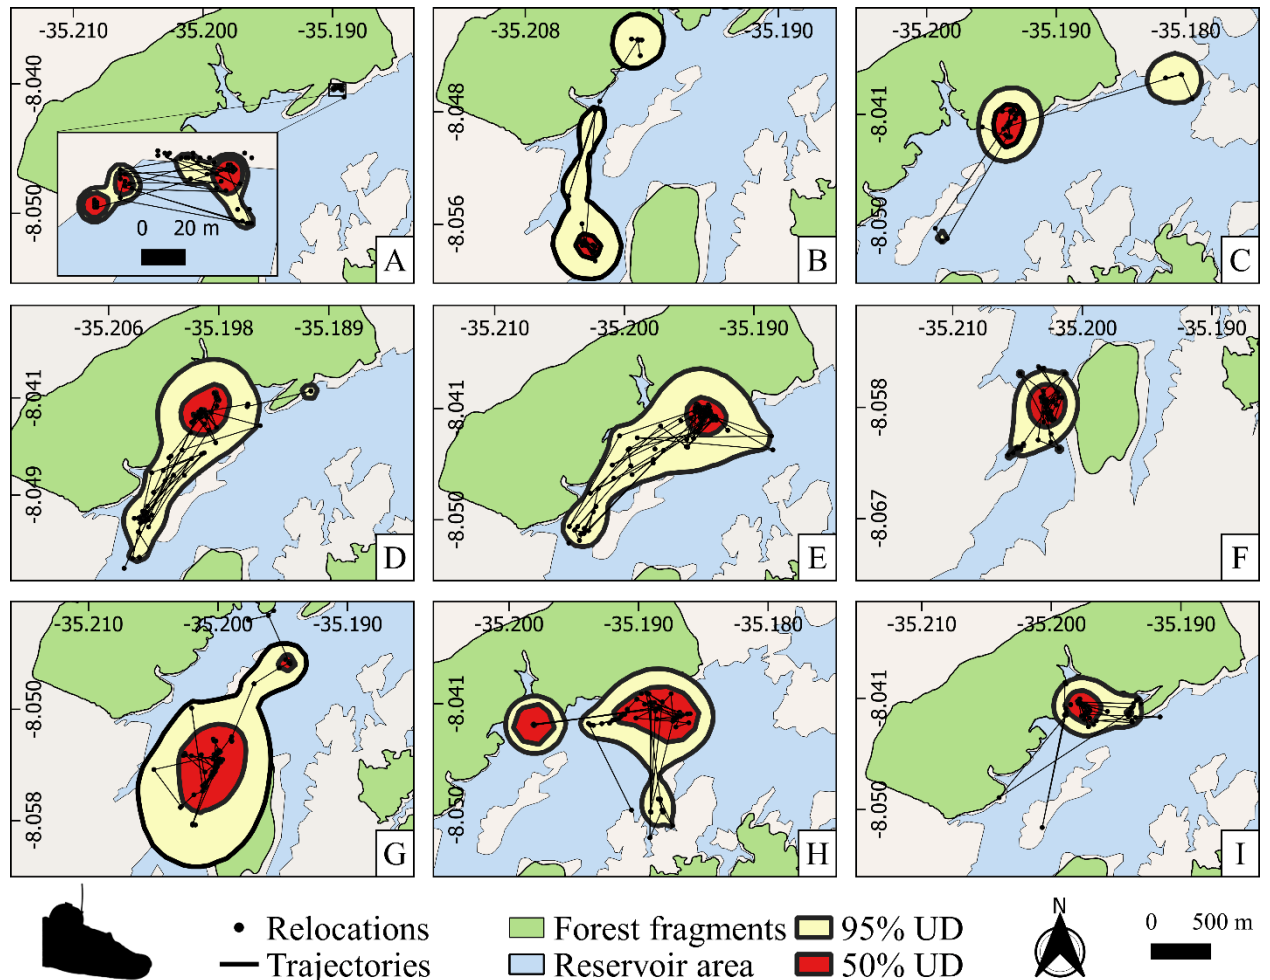 -35.210 -35.200 -35.190
-8.040
-8.050
0 20 m
A
-35.208 -35.190
-8.048
-8.056
B
-35.200 -35.190 -35.180
-8.041
-8.050
C
-35.206 -35.198 -35.189
-8.041
-8.049
D
-35.210 -35.200 -35.190
-8.041
-8.050
E
-35.210 -35.200 -35.190
-8.058
-8.067
F
-35.210 -35.200 -35.190
-8.050
-8.058
G
-35.200 -35.190 -35.180
-8.041
-8.050
H
-35.210 -35.200 -35.190
-8.041
-8.050
I
Relocations Forest fragments 95% UD N 0 500 m
Trajectories Reservoir area 50% UD